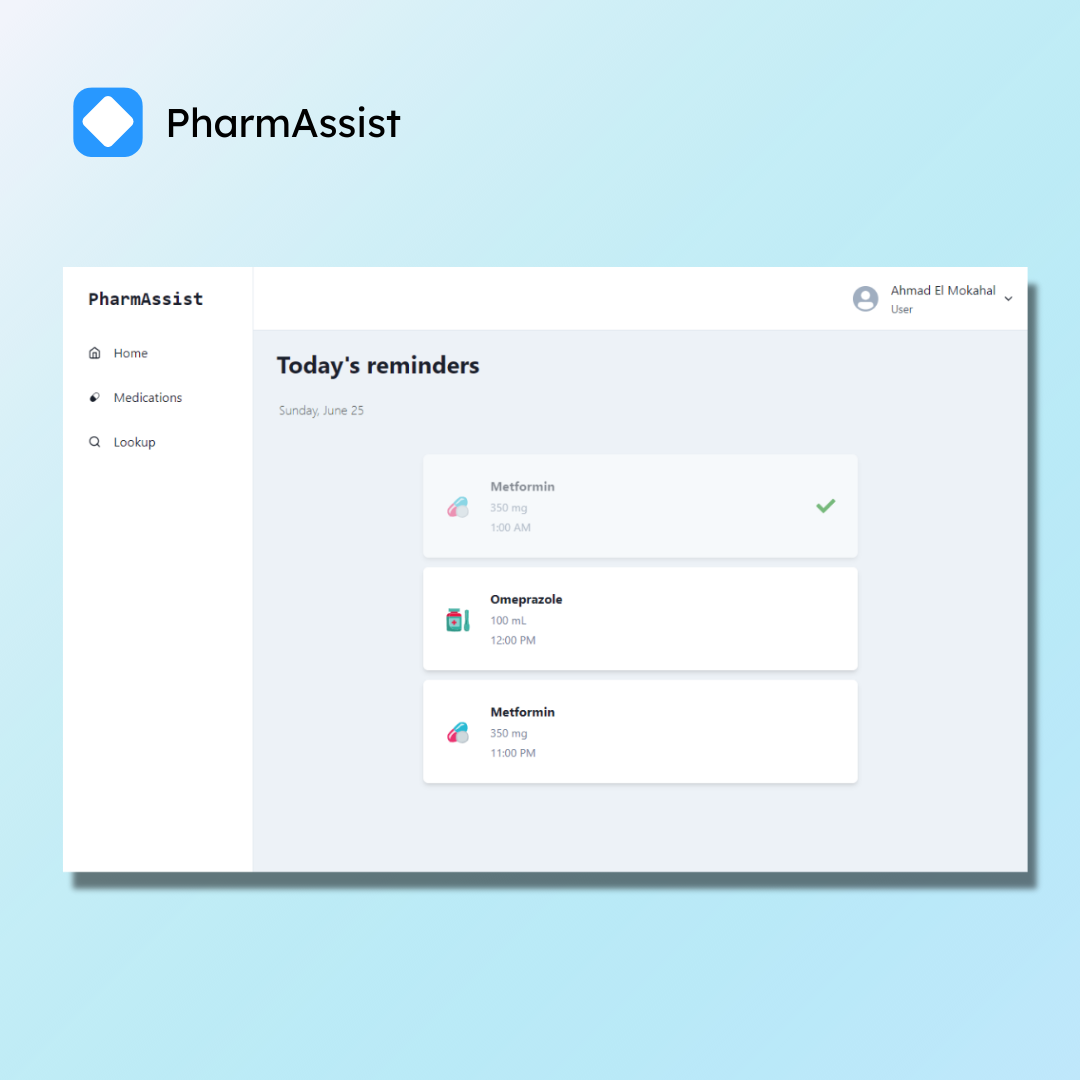 PharmAssist
PharmAssist
Ahmad El Mokahal
User
Home
Medications
Lookup
Today's reminders
Sunday, June 25
Metformin
350 mg
1:00 AM
Omeprazole
100 mL
12:00 PM
Metformin
350 mg
11:00 PM